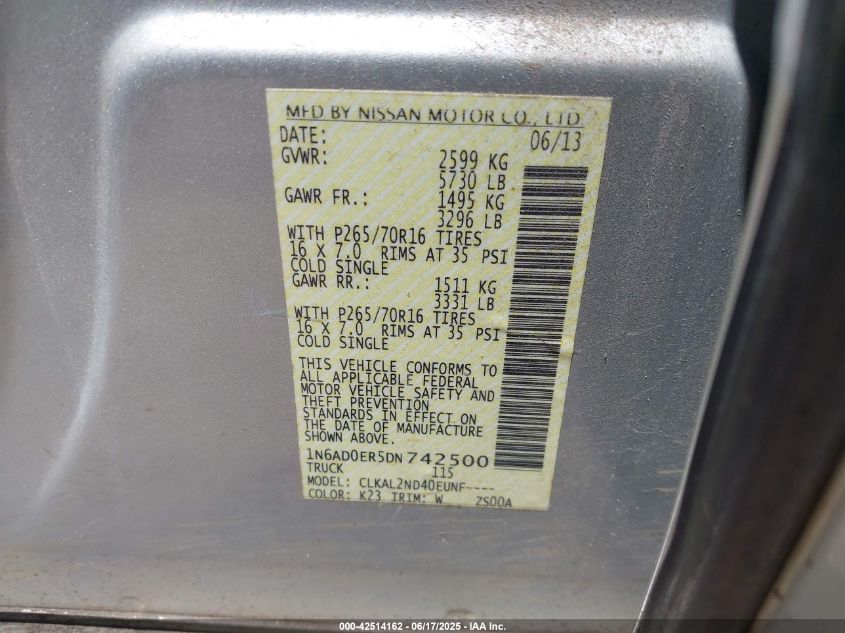 MFD BY NISSAN MOTOR CO., LTD.
DATE: 06/13
GVWR: 2599 KG
5730 LB
GAWR FR.: 1495 KG
3296 LB
WITH P265/70R16 TIRES
16 X 7.0 RIMS AT 35 PSI
COLD SINGLE
GAWR RR.: 1511 KG
3331 LB
WITH P265/70R16 TIRES
16 X 7.0 RIMS AT 35 PSI
COLD SINGLE
THIS VEHICLE CONFORMS TO
ALL APPLICABLE FEDERAL
MOTOR VEHICLE SAFETY AND
THEFT PREVENTION
STANDARDS IN EFFECT ON
THE DATE OF MANUFACTURE
SHOWN ABOVE.
1N6AD0ER5DN742500
TRUCK 115
MODEL: CLKAL2ND40EUNF----
COLOR: K23 TRIM: W ZS00A
000-42514162 - 06/17/2025 - IAA Inc.